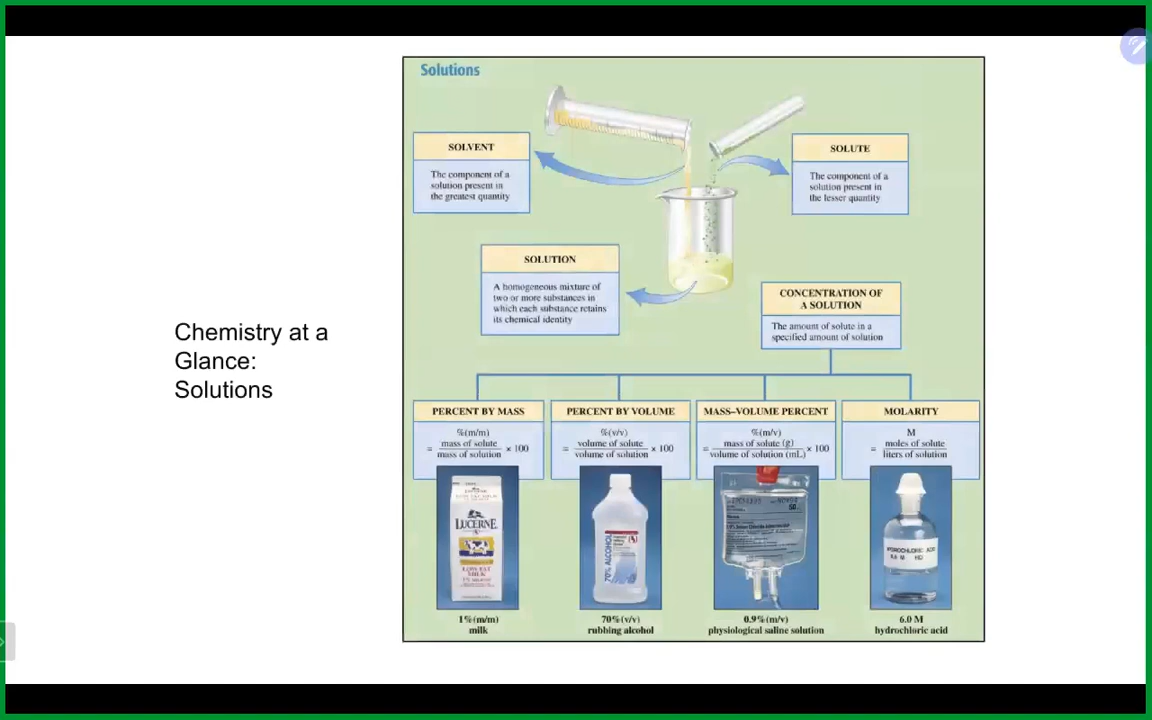 Chemistry at a
Glance:
Solutions
Solutions
SOLVENT
The component of a
solution present in
the greatest quantity
SOLUTE
The component of a
solution present in
the lesser quantity
SOLUTION
A homogeneous mixture of
two or more substances in
which each substance retains
its chemical identity
CONCENTRATION OF
A SOLUTION
The amount of solute in a
specified amount of solution
PERCENT BY MASS
%(m/m)
= mass of solute
mass of solution × 100
PERCENT BY VOLUME
%(v/v)
= volume of solute
volume of solution × 100
MASS–VOLUME PERCENT
%(m/v)
= mass of solute (g)
volume of solution (mL) × 100
MOLARITY
M
= moles of solute
liters of solution
LUCERNE
LOW FAT
MILK
70% ALCOHOL
HYDROCHLORIC ACID
HCl
1%(m/m)
milk
70%(v/v)
rubbing alcohol
0.9%(m/v)
physiological saline solution
6.0 M
hydrochloric acid